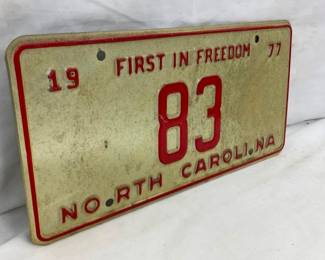 FIRST IN FREEDOM
19 77
83
NORTH CAROLINA